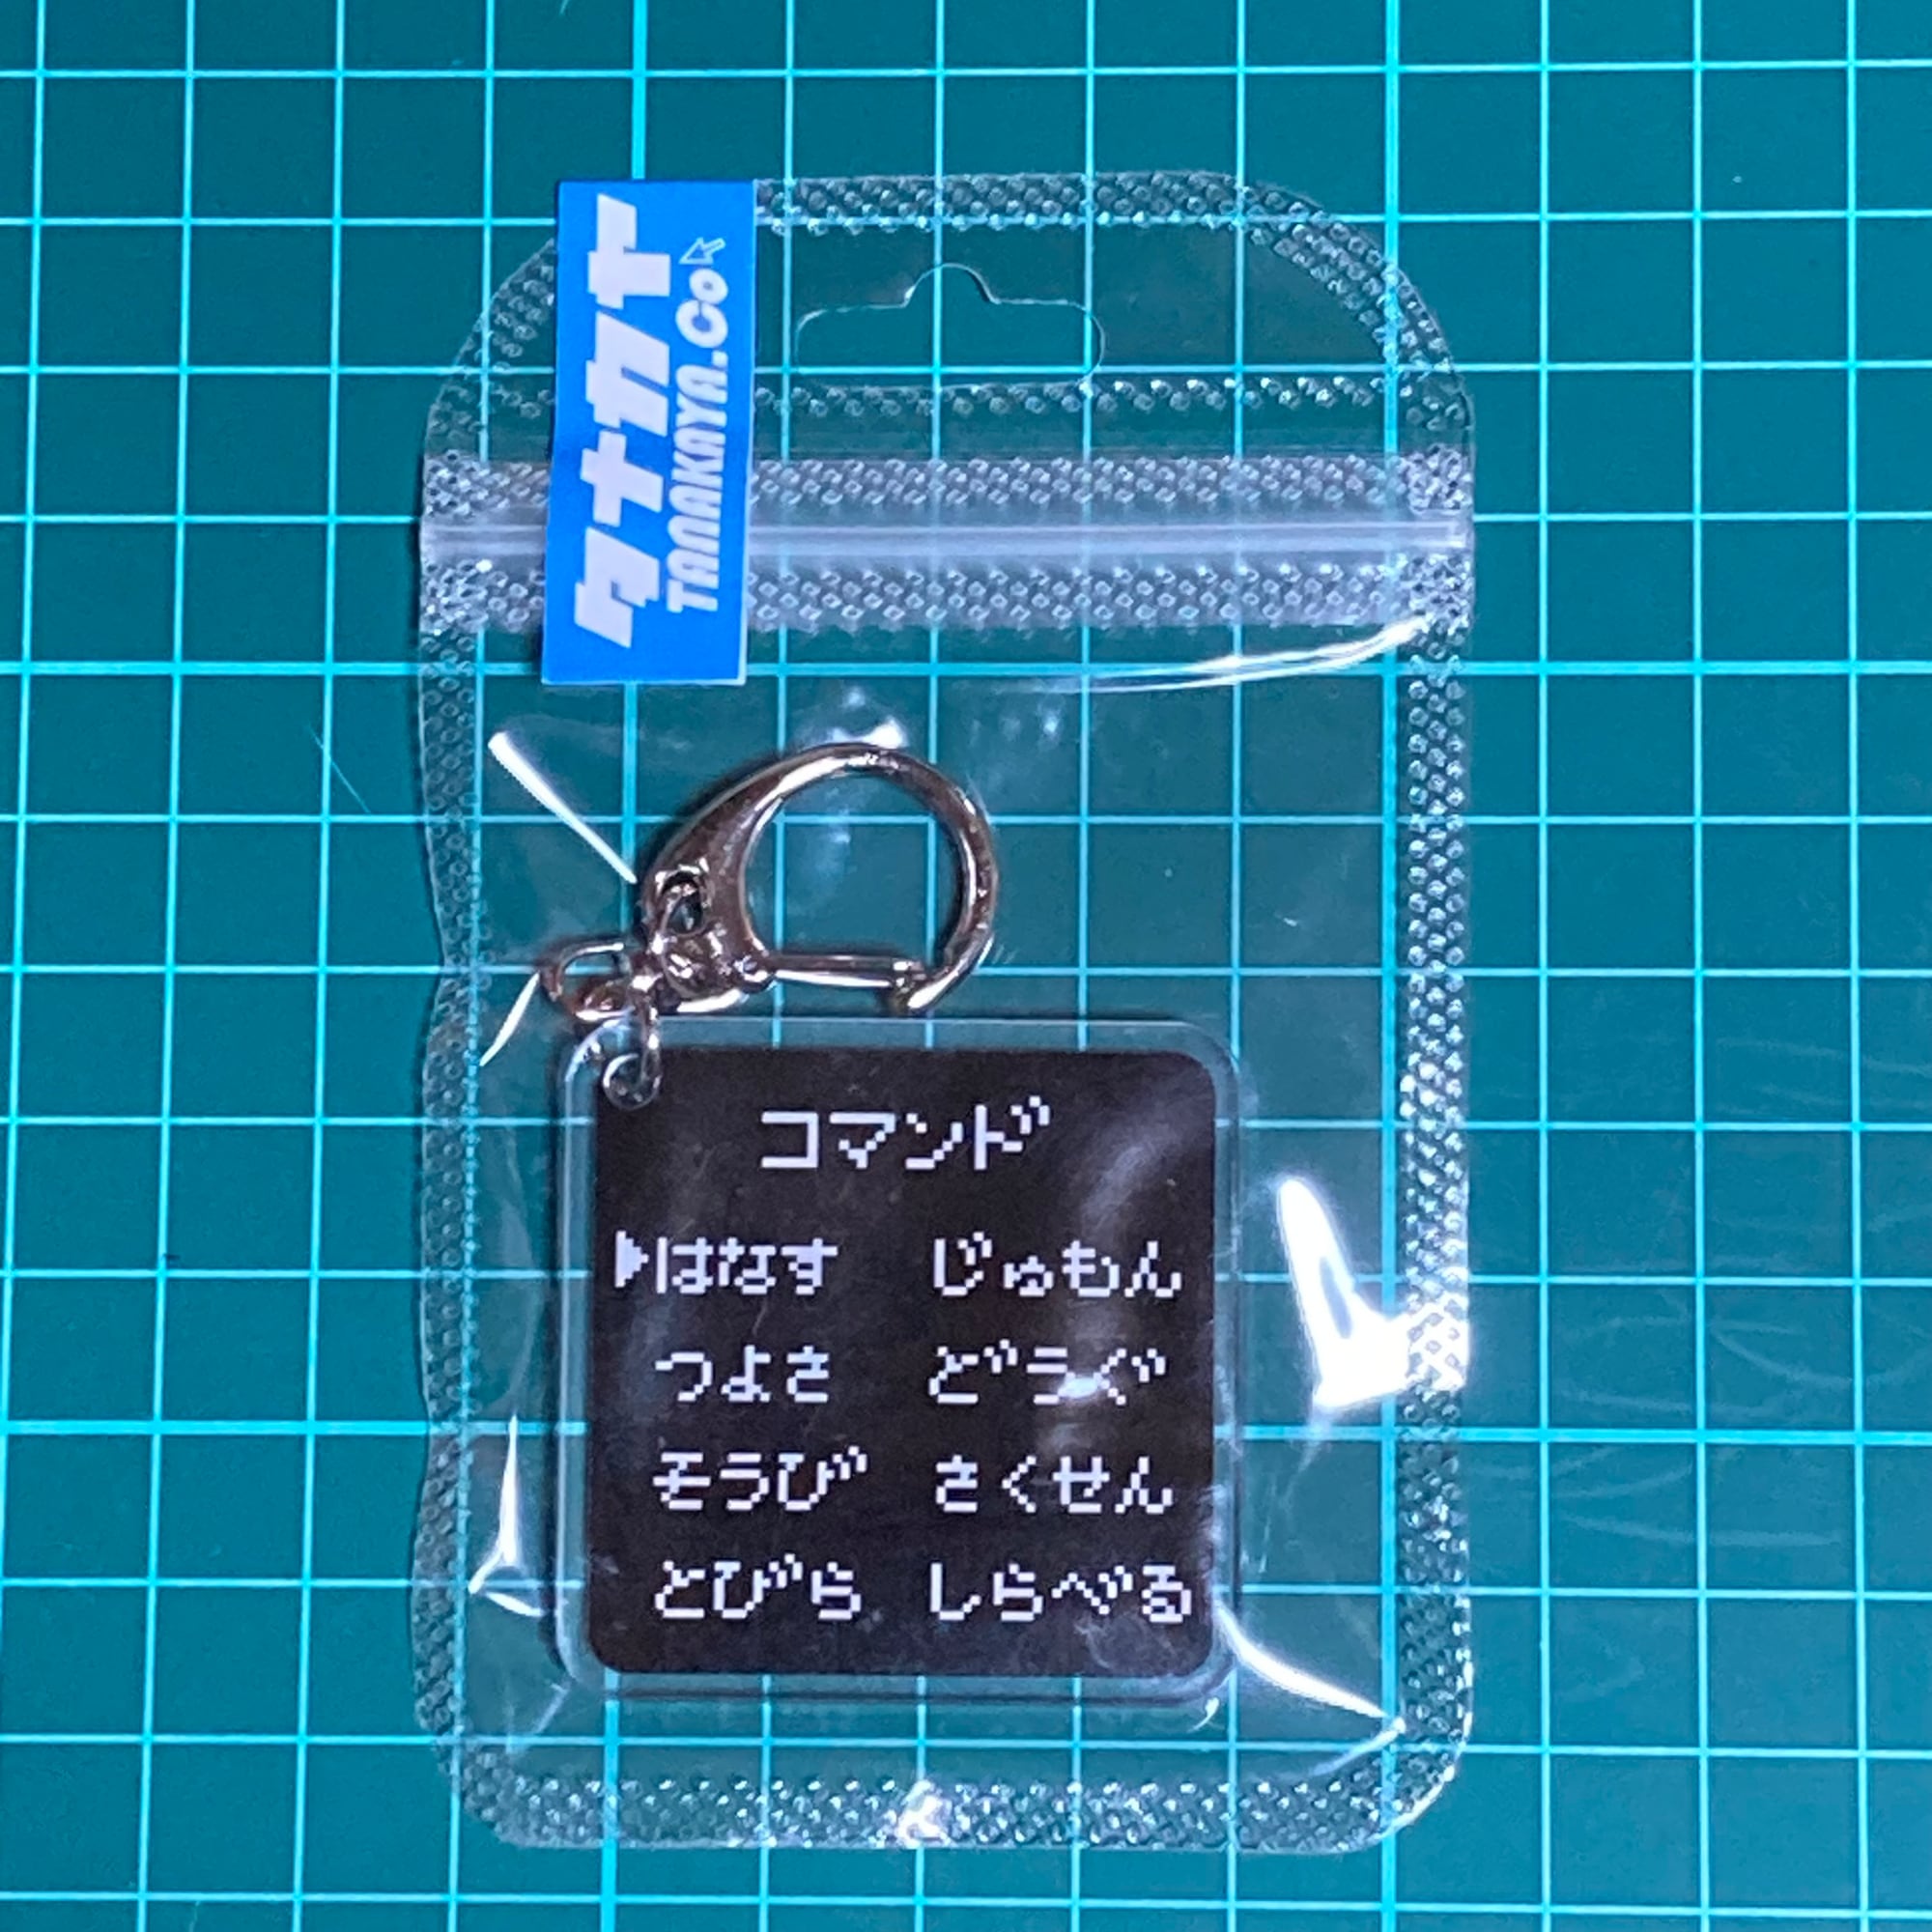 タナカヤ
TANAKAYA.Co
コマンド
▶はなす じゅもん
つよさ どうぐ
そうび さくせん
とびら しらべる